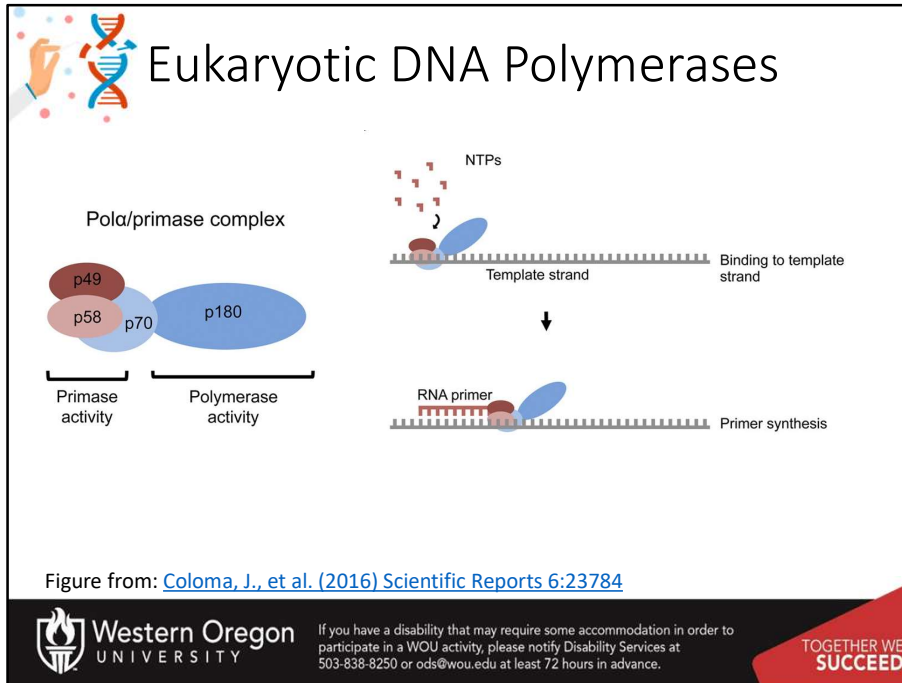 Eukaryotic DNA Polymerases
Polα/primase complex
p49
p58
p70
p180
Primase
activity
Polymerase
activity
NTPs
Template strand
Binding to template
strand
RNA primer
Primer synthesis
Figure from: Coloma, J., et al. (2016) Scientific Reports 6:23784
Western Oregon
UNIVERSITY
If you have a disability that may require some accommodation in order to
participate in a WOU activity, please notify Disability Services at
503-838-8250 or ods@wou.edu at least 72 hours in advance.
TOGETHER WE
SUCCEED